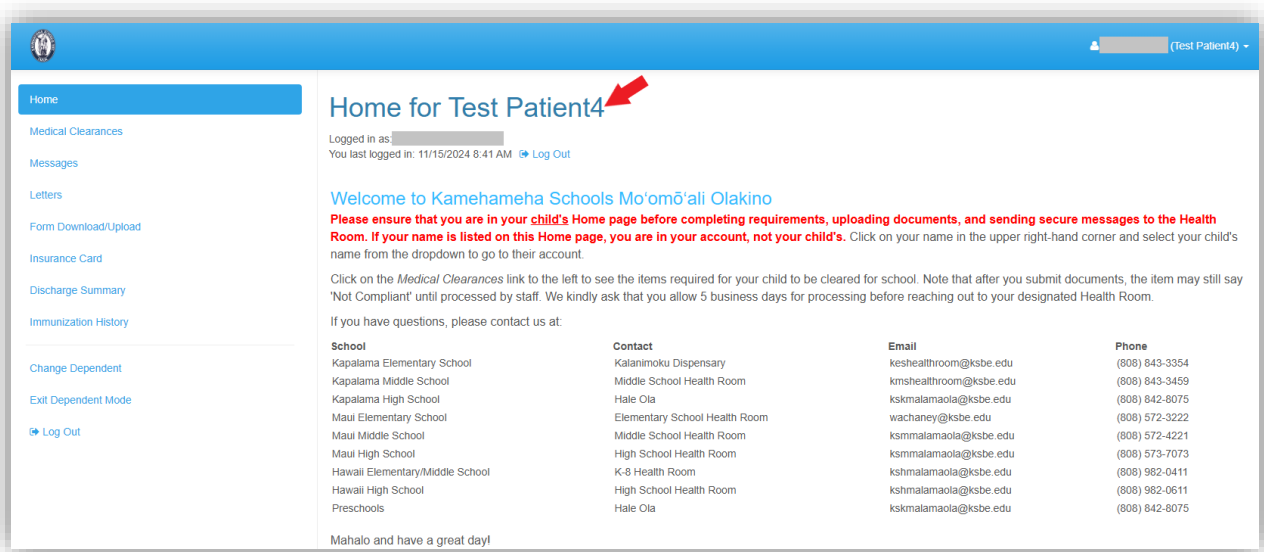 (Test Patient4)
Home
Medical Clearances
Messages
Letters
Form Download/Upload
Insurance Card
Discharge Summary
Immunization History
Change Dependent
Exit Dependent Mode
Log Out
Home for Test Patient4
Logged in as:
You last logged in: 11/15/2024 8:41 AM Log Out
Welcome to Kamehameha Schools Moʻomōʻali Olakino
Please ensure that you are in your child's Home page before completing requirements, uploading documents, and sending secure messages to the Health
Room. If your name is listed on this Home page, you are in your account, not your child's. Click on your name in the upper right-hand corner and select your child's
name from the dropdown to go to their account.
Click on the Medical Clearances link to the left to see the items required for your child to be cleared for school. Note that after you submit documents, the item may still say
'Not Compliant' until processed by staff. We kindly ask that you allow 5 business days for processing before reaching out to your designated Health Room.
If you have questions, please contact us at:
School Contact Email Phone
Kapalama Elementary School Kalanimoku Dispensary keshealthroom@ksbe.edu (808) 843-3354
Kapalama Middle School Middle School Health Room kmshealthroom@ksbe.edu (808) 843-3459
Kapalama High School Hale Ola kskmalamaola@ksbe.edu (808) 842-8075
Maui Elementary School Elementary School Health Room wachaney@ksbe.edu (808) 572-3222
Maui Middle School Middle School Health Room ksmmalamaola@ksbe.edu (808) 572-4221
Maui High School High School Health Room ksmmalamaola@ksbe.edu (808) 573-7073
Hawaii Elementary/Middle School K-8 Health Room kshmalamaola@ksbe.edu (808) 982-0411
Hawaii High School High School Health Room kshmalamaola@ksbe.edu (808) 982-0611
Preschools Hale Ola kskmalamaola@ksbe.edu (808) 842-8075
Mahalo and have a great day!